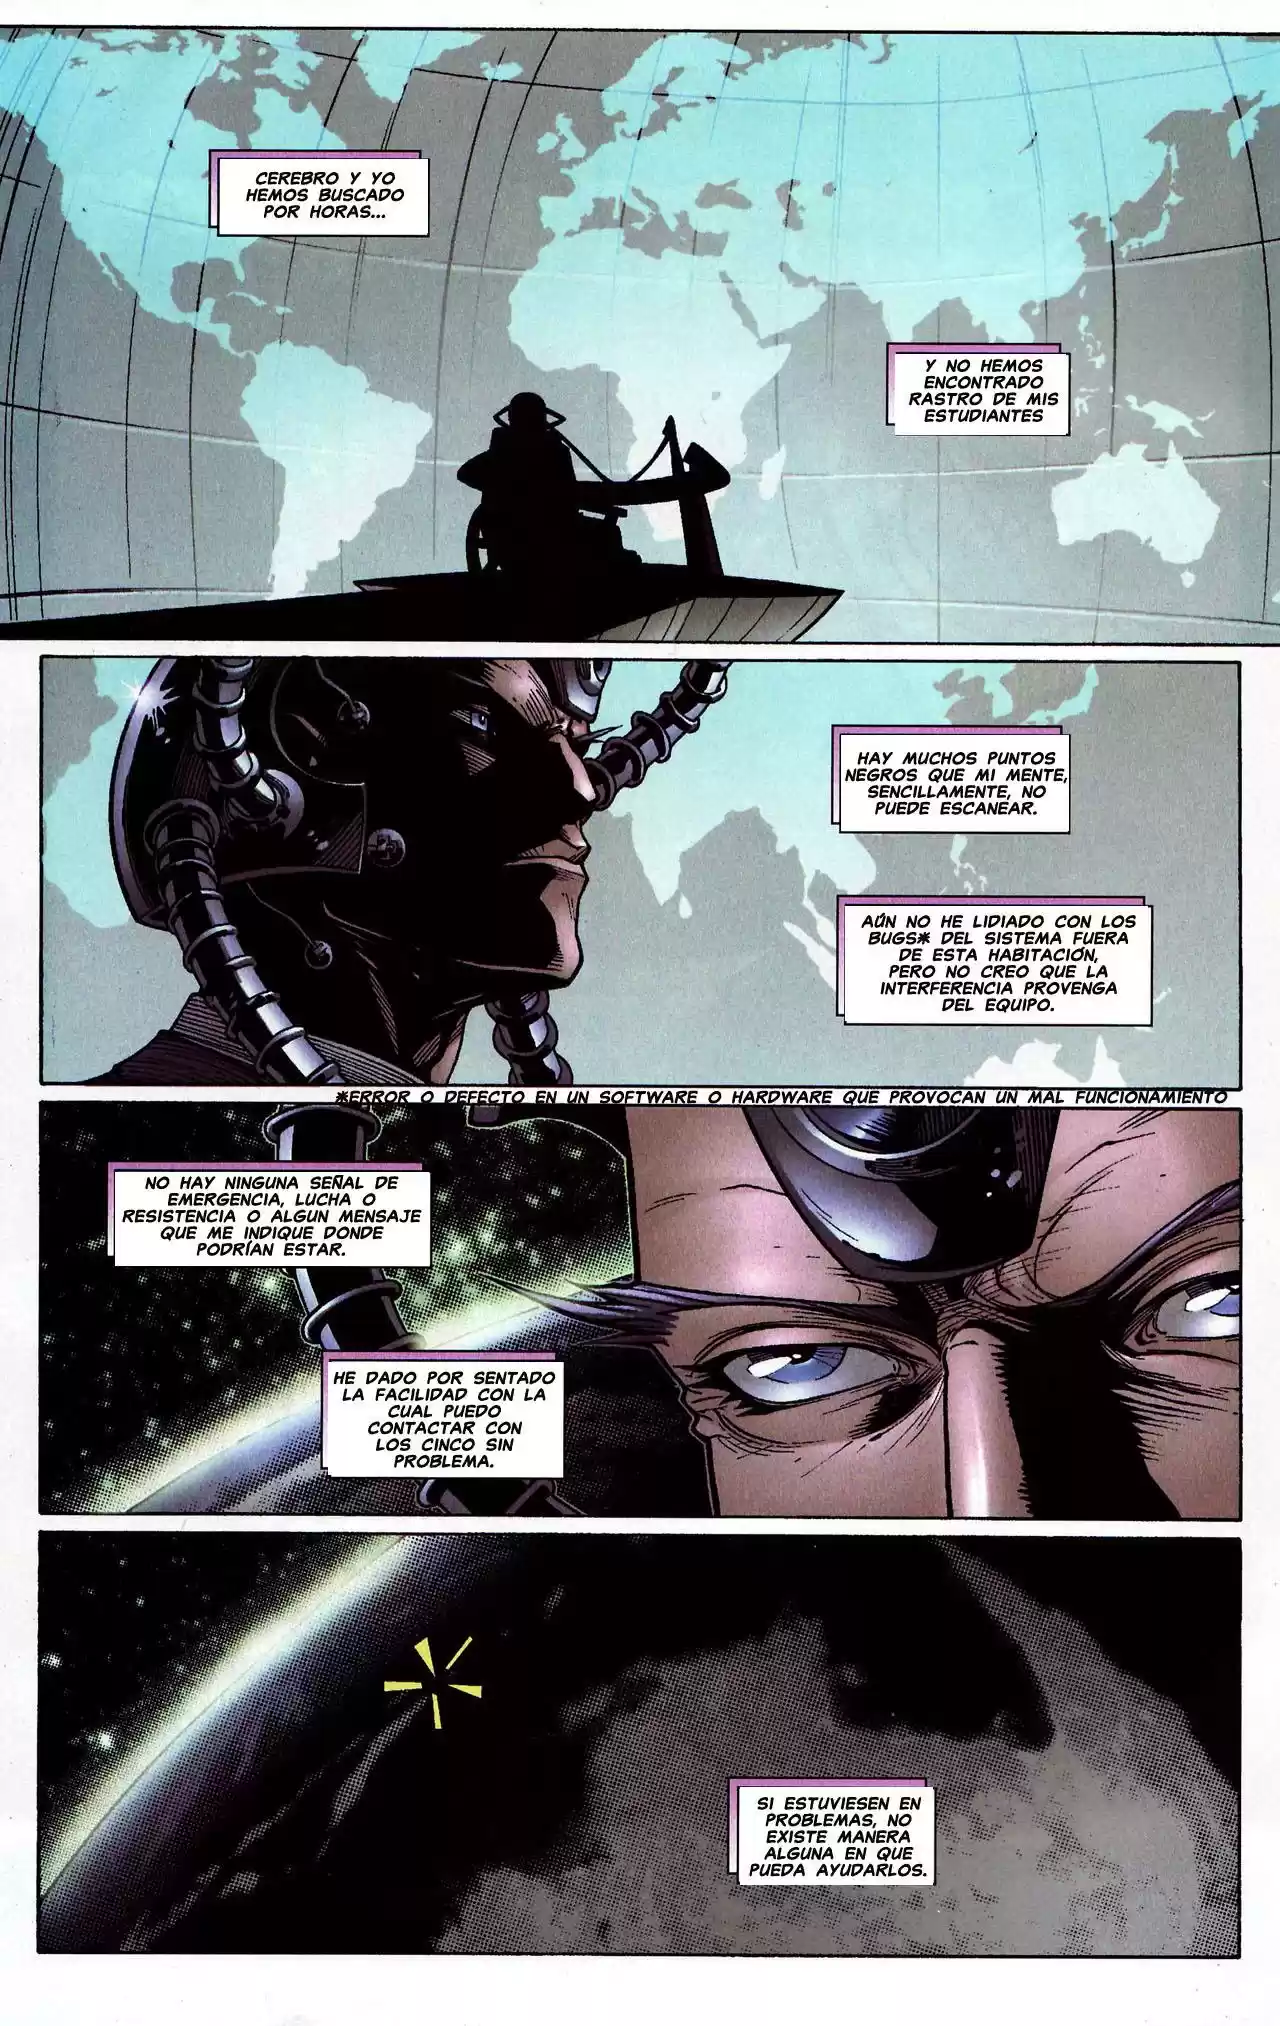 CEREBRO Y YO
HEMOS BUSCADO
POR HORAS...
Y NO HEMOS
ENCONTRADO
RASTRO DE MIS
ESTUDIANTES
HAY MUCHOS PUNTOS
NEGROS QUE MI MENTE,
SENCILLAMENTE, NO
PUEDE ESCANEAR.
AÚN NO HE LIDIADO CON LOS
BUGS* DEL SISTEMA FUERA
DE ESTA HABITACIÓN,
PERO NO CREO QUE LA
INTERFERENCIA PROVENGA
DEL EQUIPO.
*ERROR O DEFECTO EN UN SOFTWARE O HARDWARE QUE PROVOCAN UN MAL FUNCIONAMIENTO
NO HAY NINGUNA SEÑAL DE
EMERGENCIA, LUCHA O
RESISTENCIA O ALGUN MENSAJE
QUE ME INDIQUE DONDE
PODRÍAN ESTAR.
HE DADO POR SENTADO
LA FACILIDAD CON LA
CUAL PUEDO
CONTACTAR CON
LOS CINCO SIN
PROBLEMA.
SI ESTUVIESEN EN
PROBLEMAS, NO
EXISTE MANERA
ALGUNA EN QUE
PUEDA AYUDARLOS.